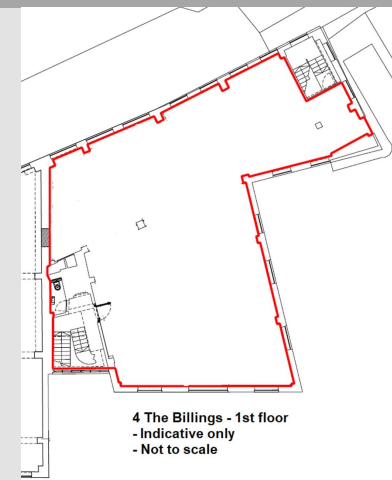 4 The Billings - 1st floor
- Indicative only
- Not to scale